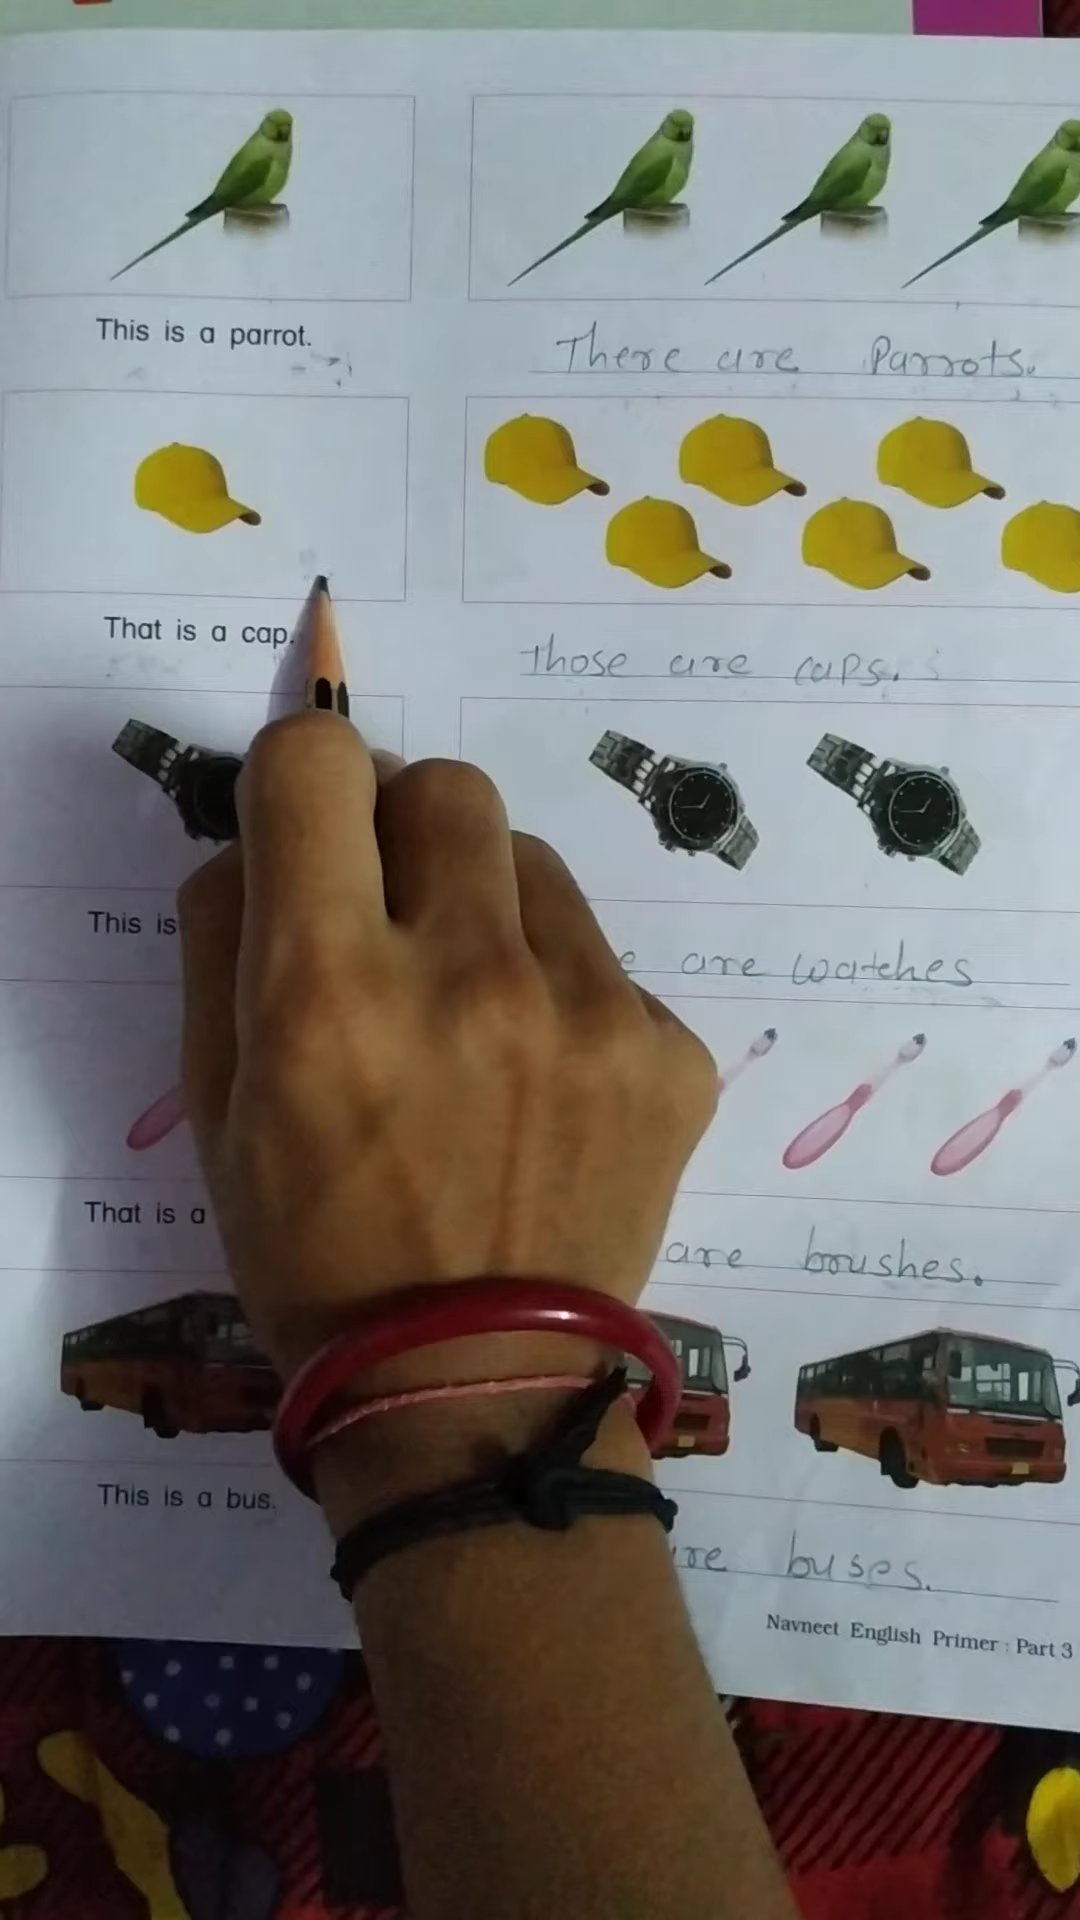 This is a parrot.
There are Parrots.
That is a cap.
Those are caps.
This is
are watches
That is a
are brushes.
This is a bus.
buses.
Navneet English Primer : Part 3